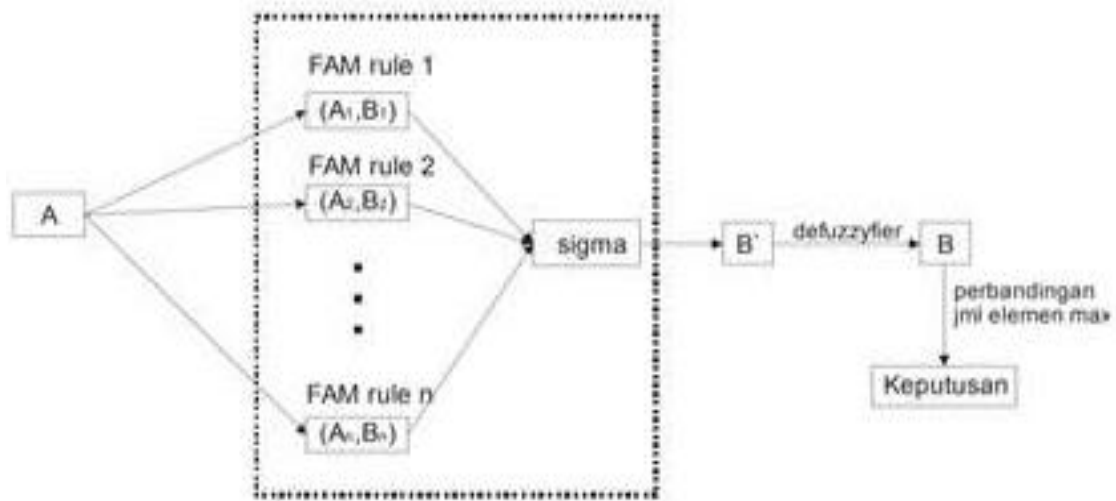 FAM rule 1
(A1,B1)
FAM rule 2
(A2,B2)
A
sigma
B`
defuzzyfier
B
perbandingan
jml elemen max
Keputusan
FAM rule n
(An,Bn)